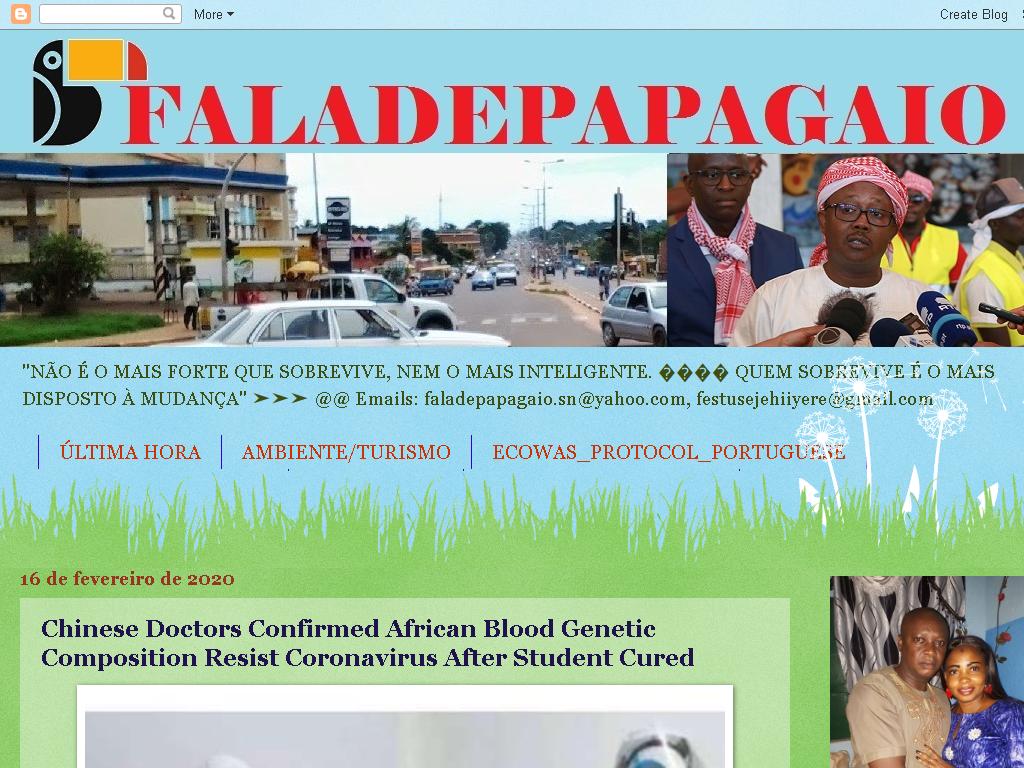 More
Create Blog
FALADEPAPAGAIO
"NÃO É O MAIS FORTE QUE SOBREVIVE, NEM O MAIS INTELIGENTE. ���� QUEM SOBREVIVE É O MAIS
DISPOSTO À MUDANÇA" ➤➤➤ @@ Emails: faladepapagaio.sn@yahoo.com, festusejehiiyere@gmail.com
ÚLTIMA HORA
AMBIENTE/TURISMO
ECOWAS_PROTOCOL_PORTUGUESE
16 de fevereiro de 2020
Chinese Doctors Confirmed African Blood Genetic
Composition Resist Coronavirus After Student Cured